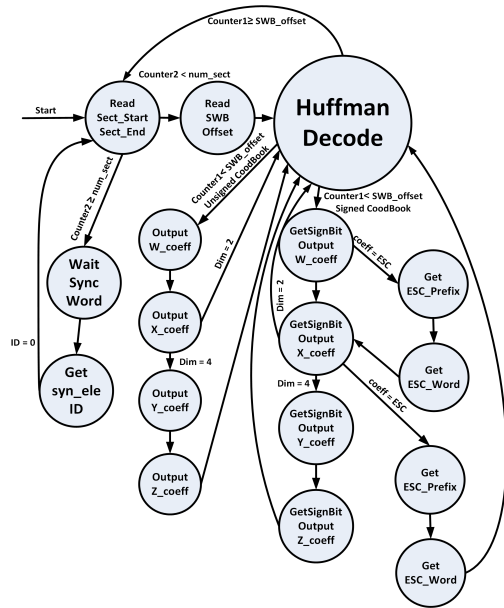 Counter1≥ SWB_offset
Counter2 < num_sect
Start
Read
Sect_Start
Sect_End
Read
SWB
Offset
Huffman
Decode
Counter1< SWB_offset
Unsigned CoodBook
Counter1< SWB_offset
Signed CoodBook
Counter2 ≥ num_sect
Output
W_coeff
Dim = 2
GetSignBit
Output
W_coeff
coeff = ESC
Get
ESC_Prefix
Wait
Sync
Word
Dim = 2
Output
X_coeff
GetSignBit
Output
X_coeff
ID = 0
Dim = 4
Get
syn_ele
ID
Dim = 4
Get
ESC_Word
coeff = ESC
Output
Y_coeff
GetSignBit
Output
Y_coeff
Get
ESC_Prefix
Output
Z_coeff
GetSignBit
Output
Z_coeff
Get
ESC_Word